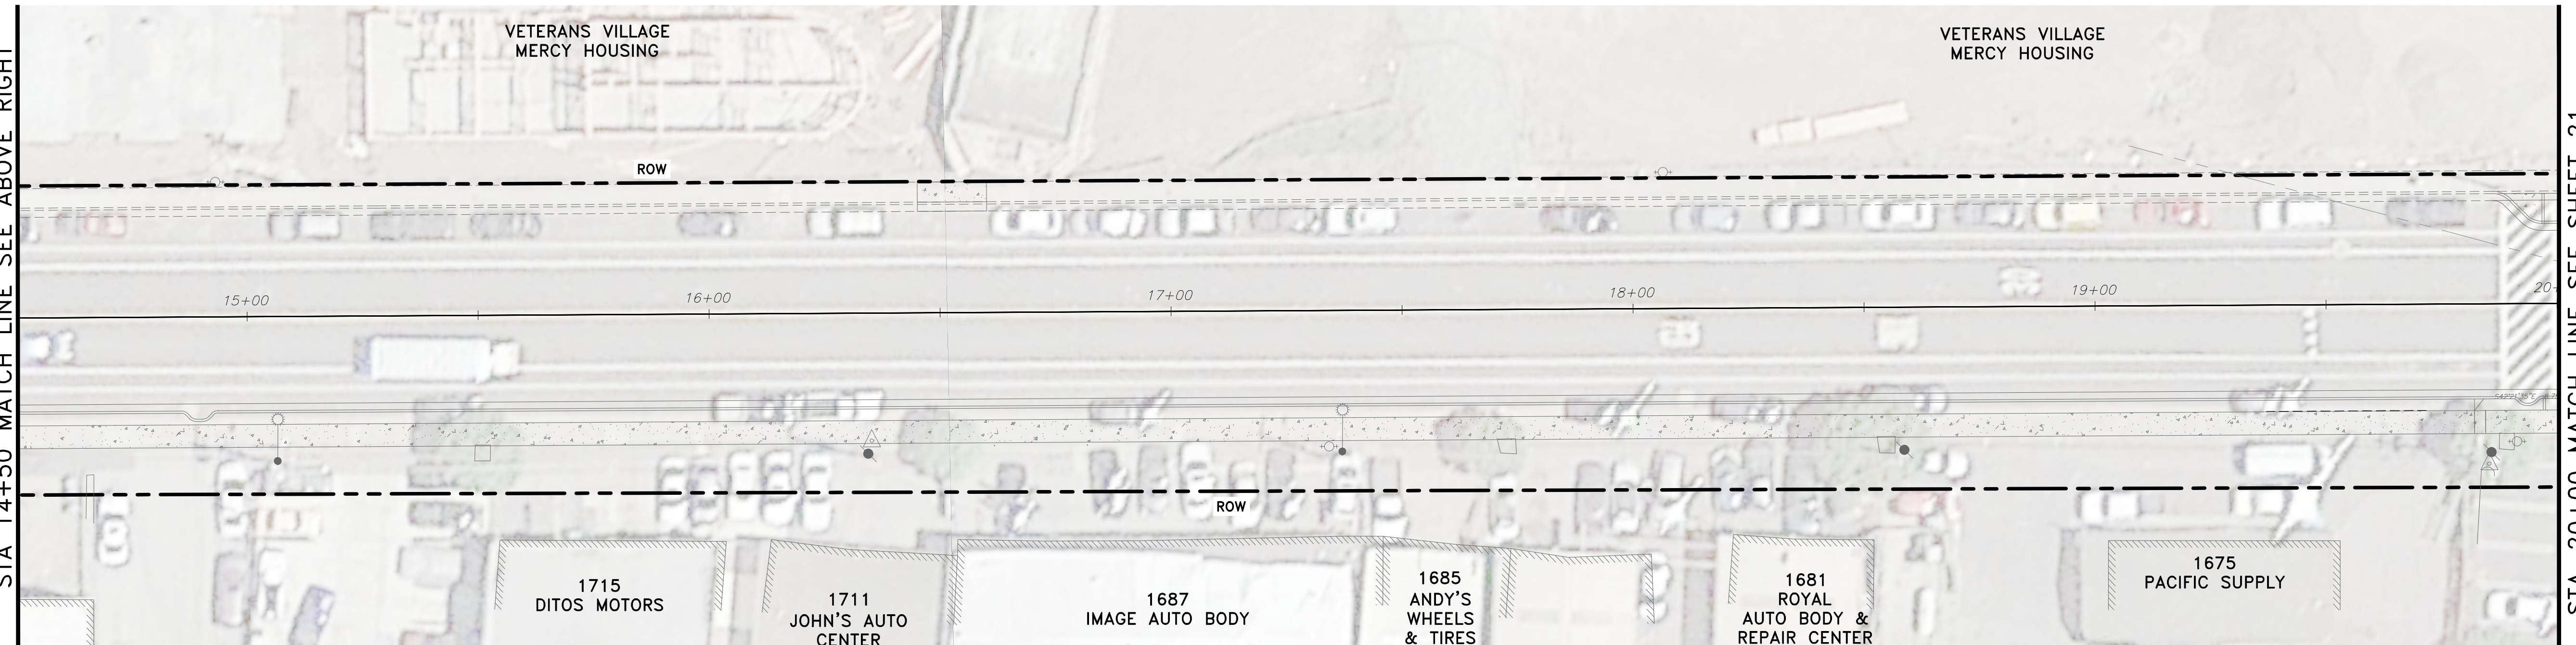 VETERANS VILLAGE
MERCY HOUSING
VETERANS VILLAGE
MERCY HOUSING
STA 14+50 MATCH LINE SEE ABOVE RIGHT
ROW
15+00
16+00
17+00
18+00
19+00
20+
ROW
1715
DITOS MOTORS
1711
JOHN'S AUTO
CENTER
1687
IMAGE AUTO BODY
1685
ANDY'S
WHEELS
& TIRES
1681
ROYAL
AUTO BODY &
REPAIR CENTER
1675
PACIFIC SUPPLY
STA 20+00 MATCH LINE SEE SHEET 21